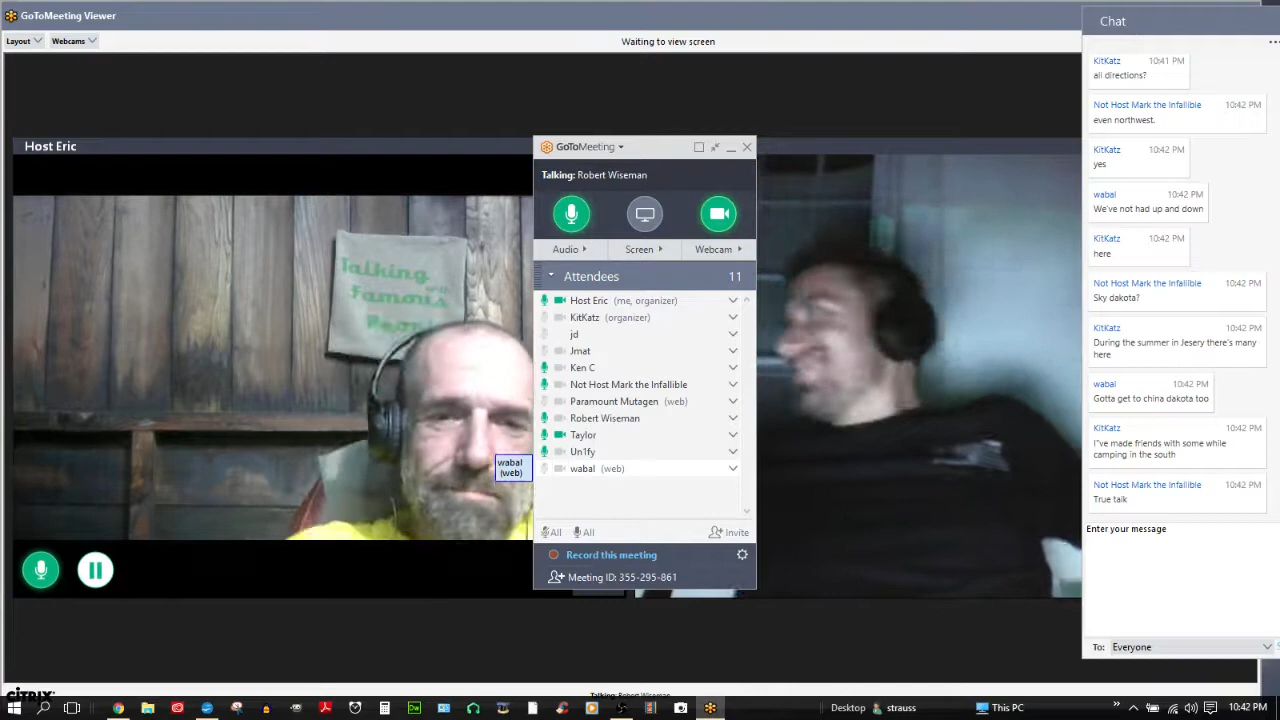 GoToMeeting Viewer
Layout
Webcams
Waiting to view screen
Host Eric
Talking
Famous
wabal
(web)
GoToMeeting
Talking: Robert Wiseman
Audio
Screen
Webcam
Attendees 11
Host Eric (me, organizer)
KitKatz (organizer)
jd
Jmat
Ken C
Not Host Mark the Infallible
Paramount Mutagen (web)
Robert Wiseman
Taylor
Un1fy
wabal (web)
All
All
Invite
Record this meeting
Meeting ID: 355-295-861
Chat
KitKatz 10:41 PM
all directions?
Not Host Mark the Infallible 10:42 PM
even northwest.
KitKatz 10:42 PM
yes
wabal 10:42 PM
We've not had up and down
KitKatz 10:42 PM
here
Not Host Mark the Infallible 10:42 PM
Sky dakota?
KitKatz 10:42 PM
During the summer in Jesery there's many
here
wabal 10:42 PM
Gotta get to china dakota too
KitKatz 10:42 PM
I"ve made friends with some while
camping in the south
Not Host Mark the Infallible 10:42 PM
True talk
Enter your message
To: Everyone
CITRIX
Talking: Robert Wiseman
Dw
Desktop
strauss
This PC
10:42 PM